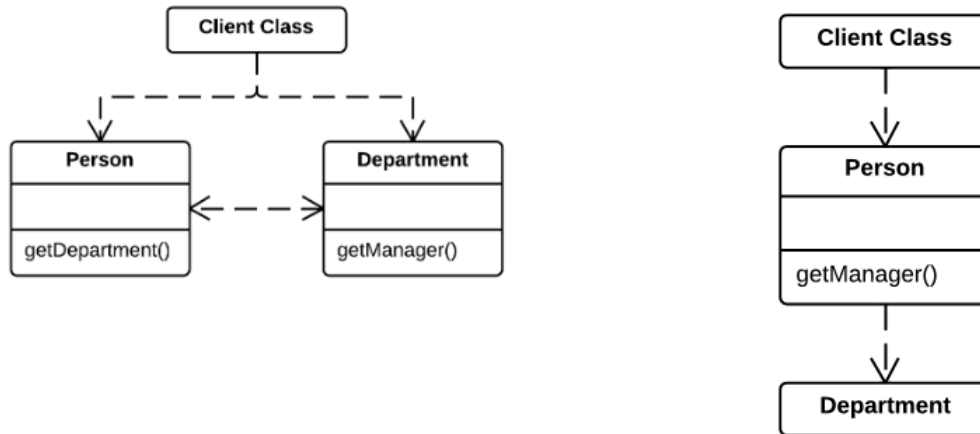 Client Class
Person
Department
getDepartment()
getManager()
Client Class
Person
getManager()
Department